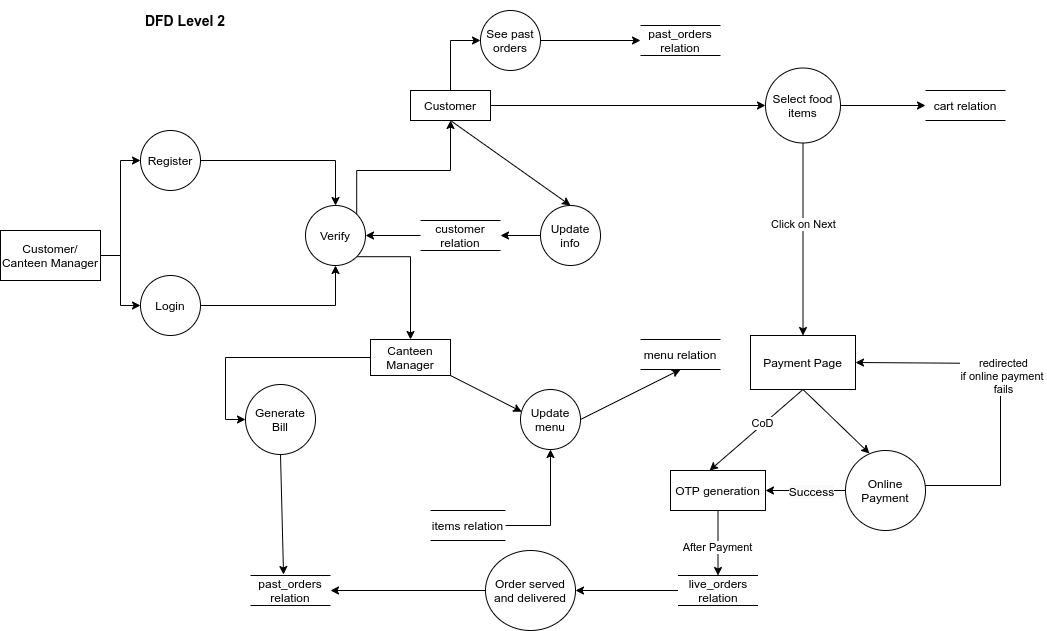 DFD Level 2
See past
orders
past_orders
relation
Customer
Select food
items
cart relation
Register
Verify
customer
relation
Update
info
Click on Next
Customer/
Canteen Manager
Login
Canteen
Manager
menu relation
Payment Page
redirected
if online payment
fails
Generate
Bill
Update
menu
CoD
OTP generation
Success
Online
Payment
items relation
After Payment
past_orders
relation
Order served
and delivered
live_orders
relation